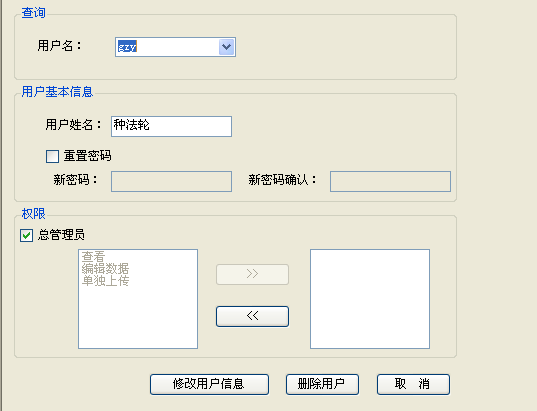 查询
用户名：
gzy
用户基本信息
用户姓名：
种法轮
重置密码
新密码：
新密码确认：
权限
总管理员
查看
编辑数据
单独上传
>>
<<
修改用户信息
删除用户
取 消